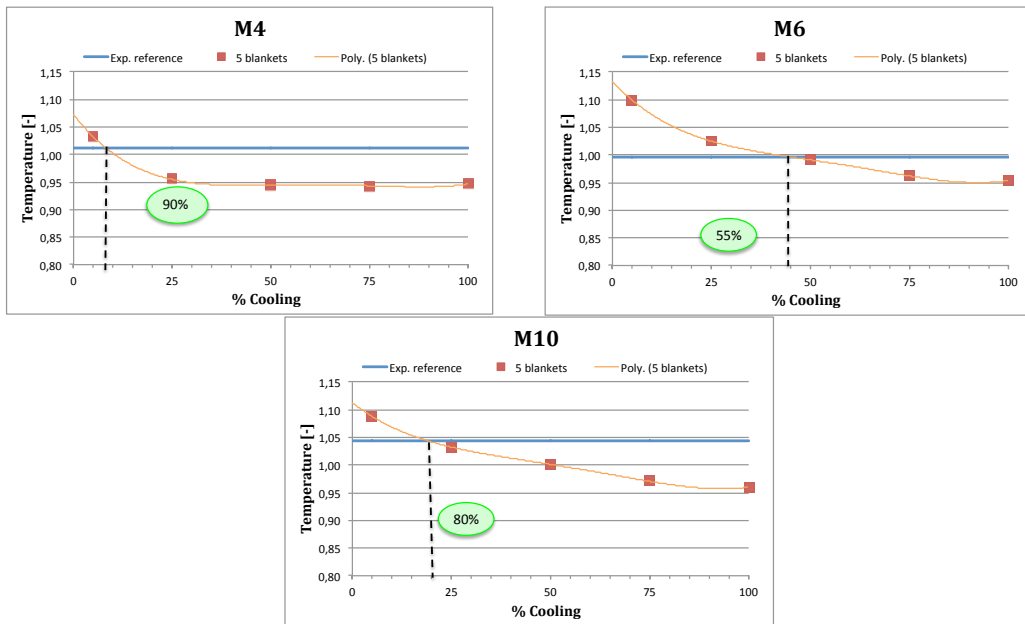 M4
Exp. reference 5 blankets Poly. (5 blankets)
1,15
1,10
1,05
1,00
0,95
0,90
0,85
0,80
Temperature [-]
90%
0 25 50 75 100
% Cooling
M6
Exp. reference 5 blankets Poly. (5 blankets)
1,15
1,10
1,05
1,00
0,95
0,90
0,85
0,80
Temperature [-]
55%
0 25 50 75 100
% Cooling
M10
Exp. reference 5 blankets Poly. (5 blankets)
1,15
1,10
1,05
1,00
0,95
0,90
0,85
0,80
Temperature [-]
80%
0 25 50 75 100
% Cooling